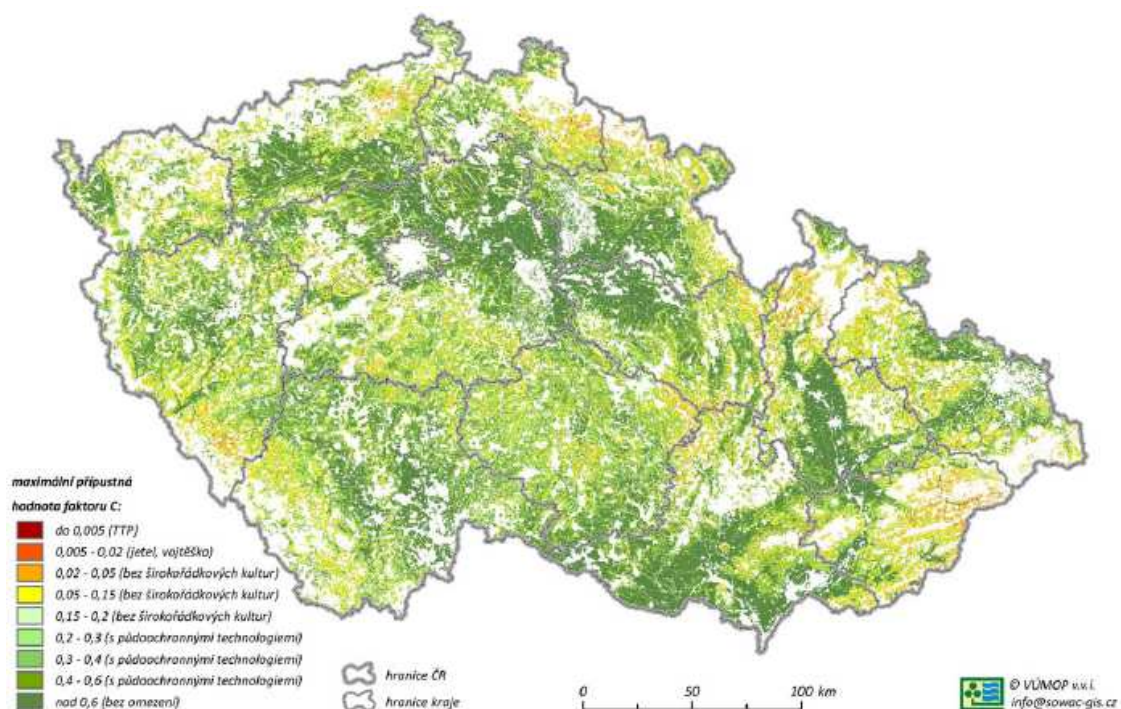 maximální přípustná
hodnota faktoru C:
do 0,005 (TTP)
0,005 - 0,02 (jetel, vojtěška)
0,02 - 0,05 (bez širokořádkových kultur)
0,05 - 0,15 (bez širokořádkových kultur)
0,15 - 0,2 (bez širokořádkových kultur)
0,2 - 0,3 (s půdoochrannými technologiemi)
0,3 - 0,4 (s půdoochrannými technologiemi)
0,4 - 0,6 (s půdoochrannými technologiemi)
nad 0,6 (bez omezení)
hranice ČR
hranice kraje
0 50 100 km
© VÚMOP v.v.i.
info@sowac-gis.cz